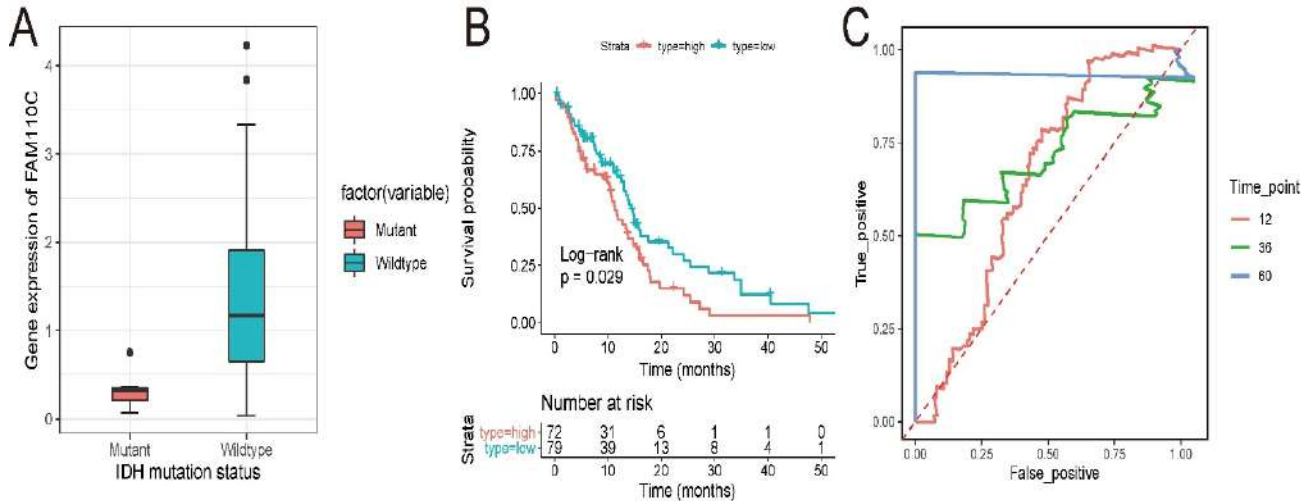 A
Gene expression of FAM110C
4
3
2
1
0
Mutant
Wildtype
IDH mutation status
factor(variable)
Mutant
Wildtype
B
Strata type=high type=low
Survival probability
1.00
0.75
0.50
0.25
0.00
Log-rank
p = 0.029
0 10 20 30 40 50
Time (months)
Number at risk
Strata
type=high 72 31 6 1 1 0
type=low 79 39 13 8 4 1
0 10 20 30 40 50
Time (months)
C
True_positive
1.00
0.75
0.50
0.25
0.00
0.00 0.25 0.50 0.75 1.00
False_positive
Time_point
12
36
60